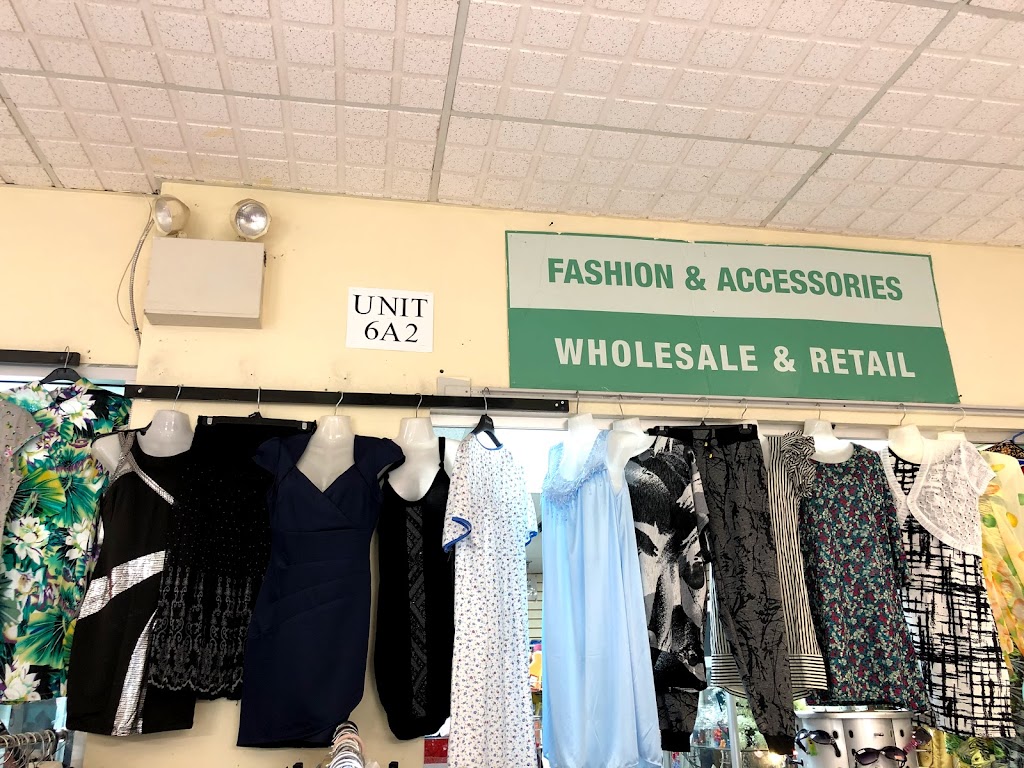 UNIT
6A2
FASHION & ACCESSORIES
WHOLESALE & RETAIL